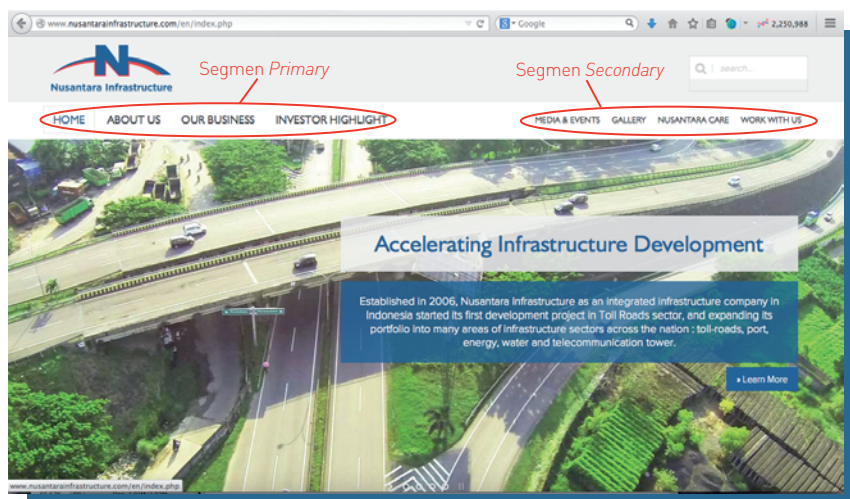 www.nusantarainfrastructure.com/en/index.php
Google
2,250,988
Nusantara Infrastructure
Segmen Primary
Segmen Secondary
search...
HOME ABOUT US OUR BUSINESS INVESTOR HIGHLIGHT
MEDIA & EVENTS GALLERY NUSANTARA CARE WORK WITH US
Accelerating Infrastructure Development
Established in 2006, Nusantara Infrastructure as an integrated infrastructure company in
Indonesia started its first development project in Toll Roads sector, and expanding its
portfolio into many areas of infrastructure sectors across the nation : toll-roads, port,
energy, water and telecommunication tower.
» Learn More
www.nusantarainfrastructure.com/en/index.php